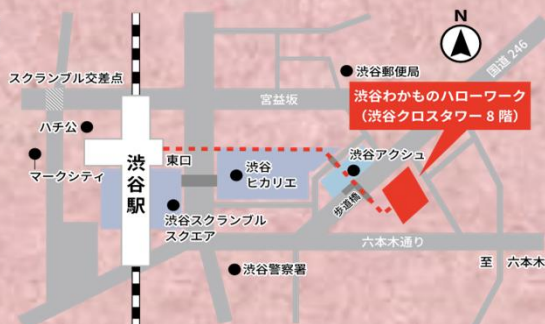 N
国道 246
渋谷郵便局
スクランブル交差点
宮益坂
渋谷わかものハローワーク
（渋谷クロスタワー 8 階）
ハチ公
東口
渋谷アクシュ
マークシティ
渋谷駅
渋谷
ヒカリエ
歩道橋
渋谷スクランブル
スクエア
六本木通り
渋谷警察署
至 六本木